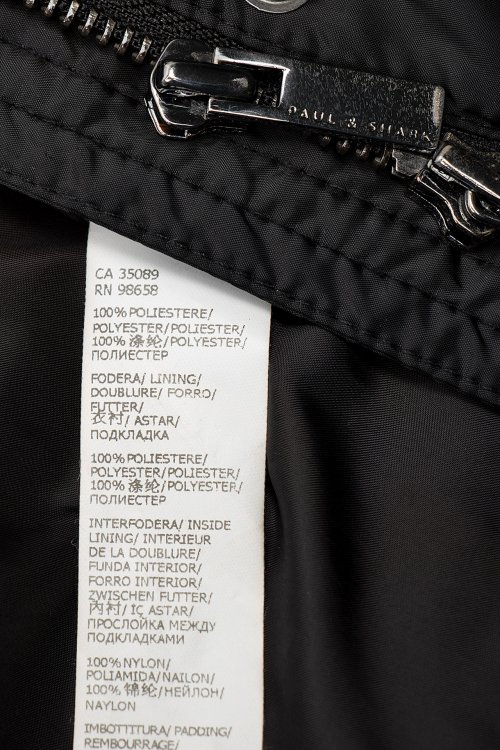 PAUL & SHARK
CA 35089
RN 98658
100% POLIESTERE/
POLYESTER/POLIESTER/
100% 涤纶/POLYESTER/
ПОЛИЕСТЕР
FODERA/ LINING/
DOUBLURE/ FORRO/
FUTTER/
衣衬/ ASTAR/
ПОДКЛАДКА
100% POLIESTERE/
POLYESTER/POLIESTER/
100% 涤纶/POLYESTER/
ПОЛИЕСТЕР
INTERFODERA/ INSIDE
LINING/ INTERIEUR
DE LA DOUBLURE/
FUNDA INTERIOR/
FORRO INTERIOR/
ZWISCHEN FUTTER/
内衬/ İÇ ASTAR/
ПРОСЛОЙКА МЕЖДУ
ПОДКЛАДКАМИ
100% NYLON/
POLIAMIDA/NAILON/
100% 锦纶/НЕЙЛОН/
NAYLON
IMBOTTITURA/ PADDING/
REMBOURRAGE/